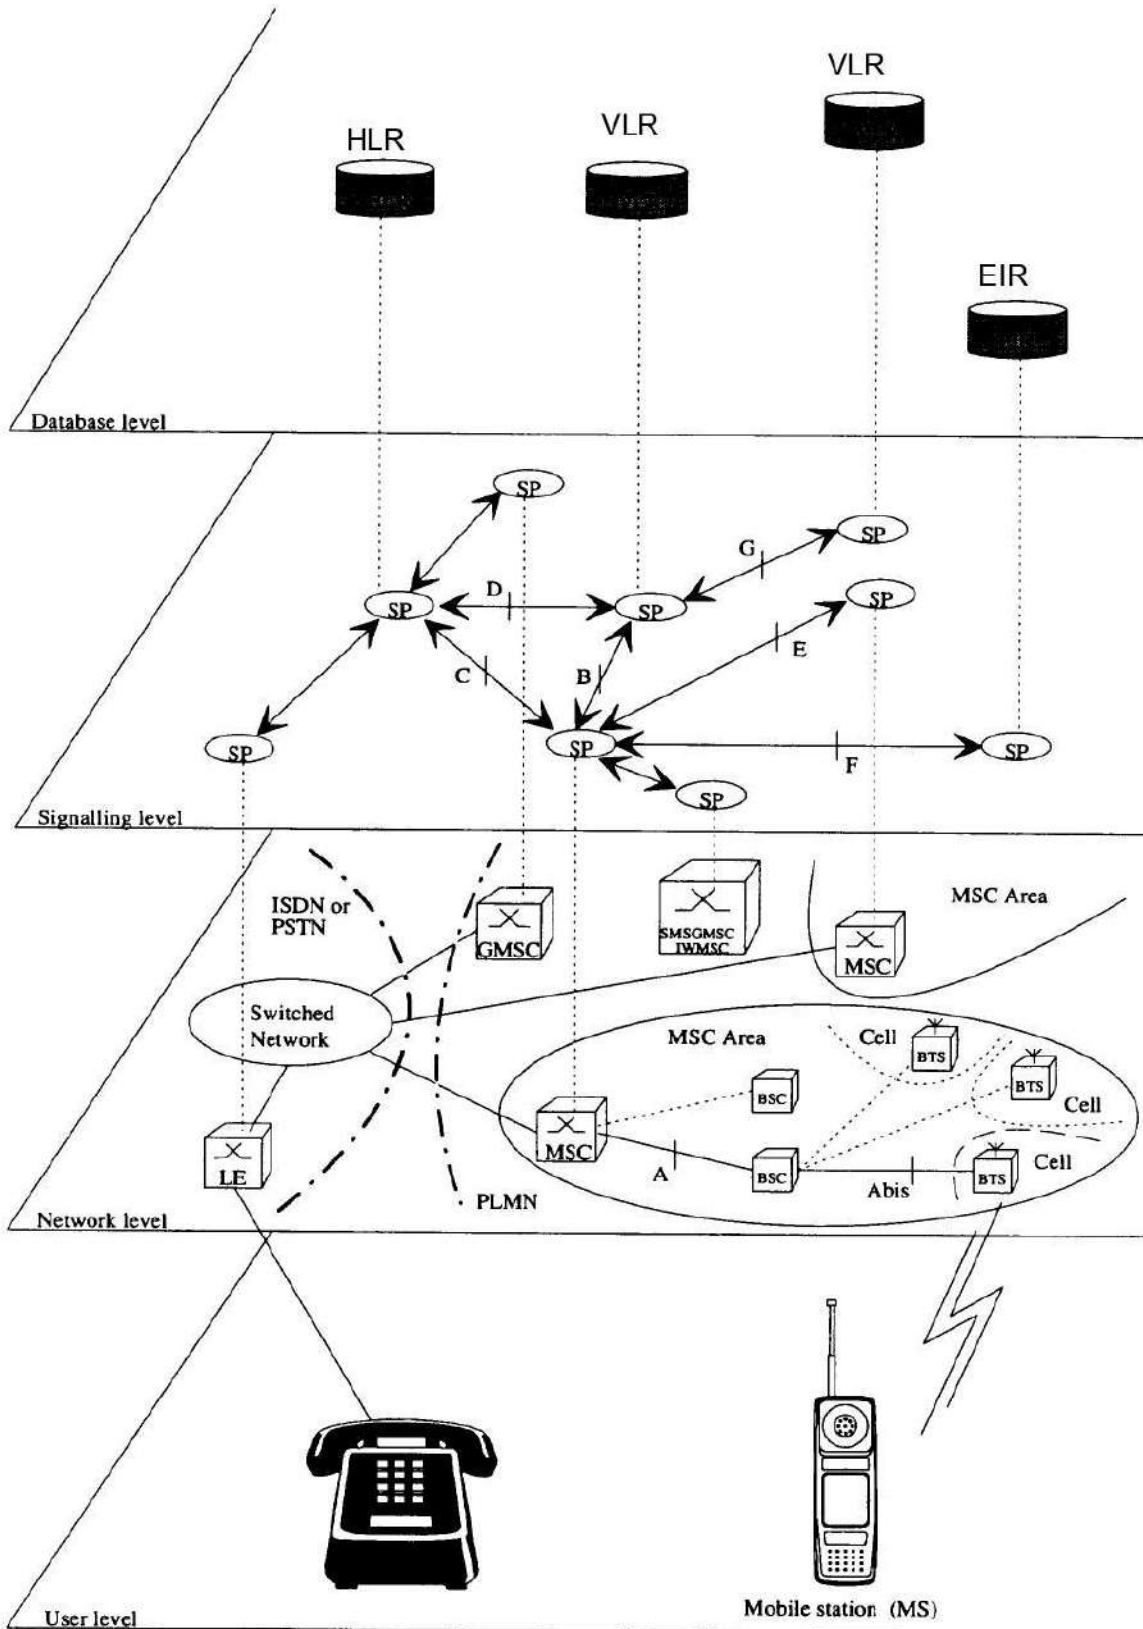 VLR
VLR
HLR
EIR
Database level
SP
G
SP
D
SP
SP
SP
E
C
B
SP
SP
F
SP
SP
Signalling level
ISDN or
PSTN
MSC Area
GMSC
SMSGMSC
IWMSC
MSC
Switched
Network
MSC Area
Cell
BTS
BTS
BSC
Cell
MSC
LE
A
BSC
Abis
BTS
Cell
PLMN
Network level
Mobile station (MS)
User level